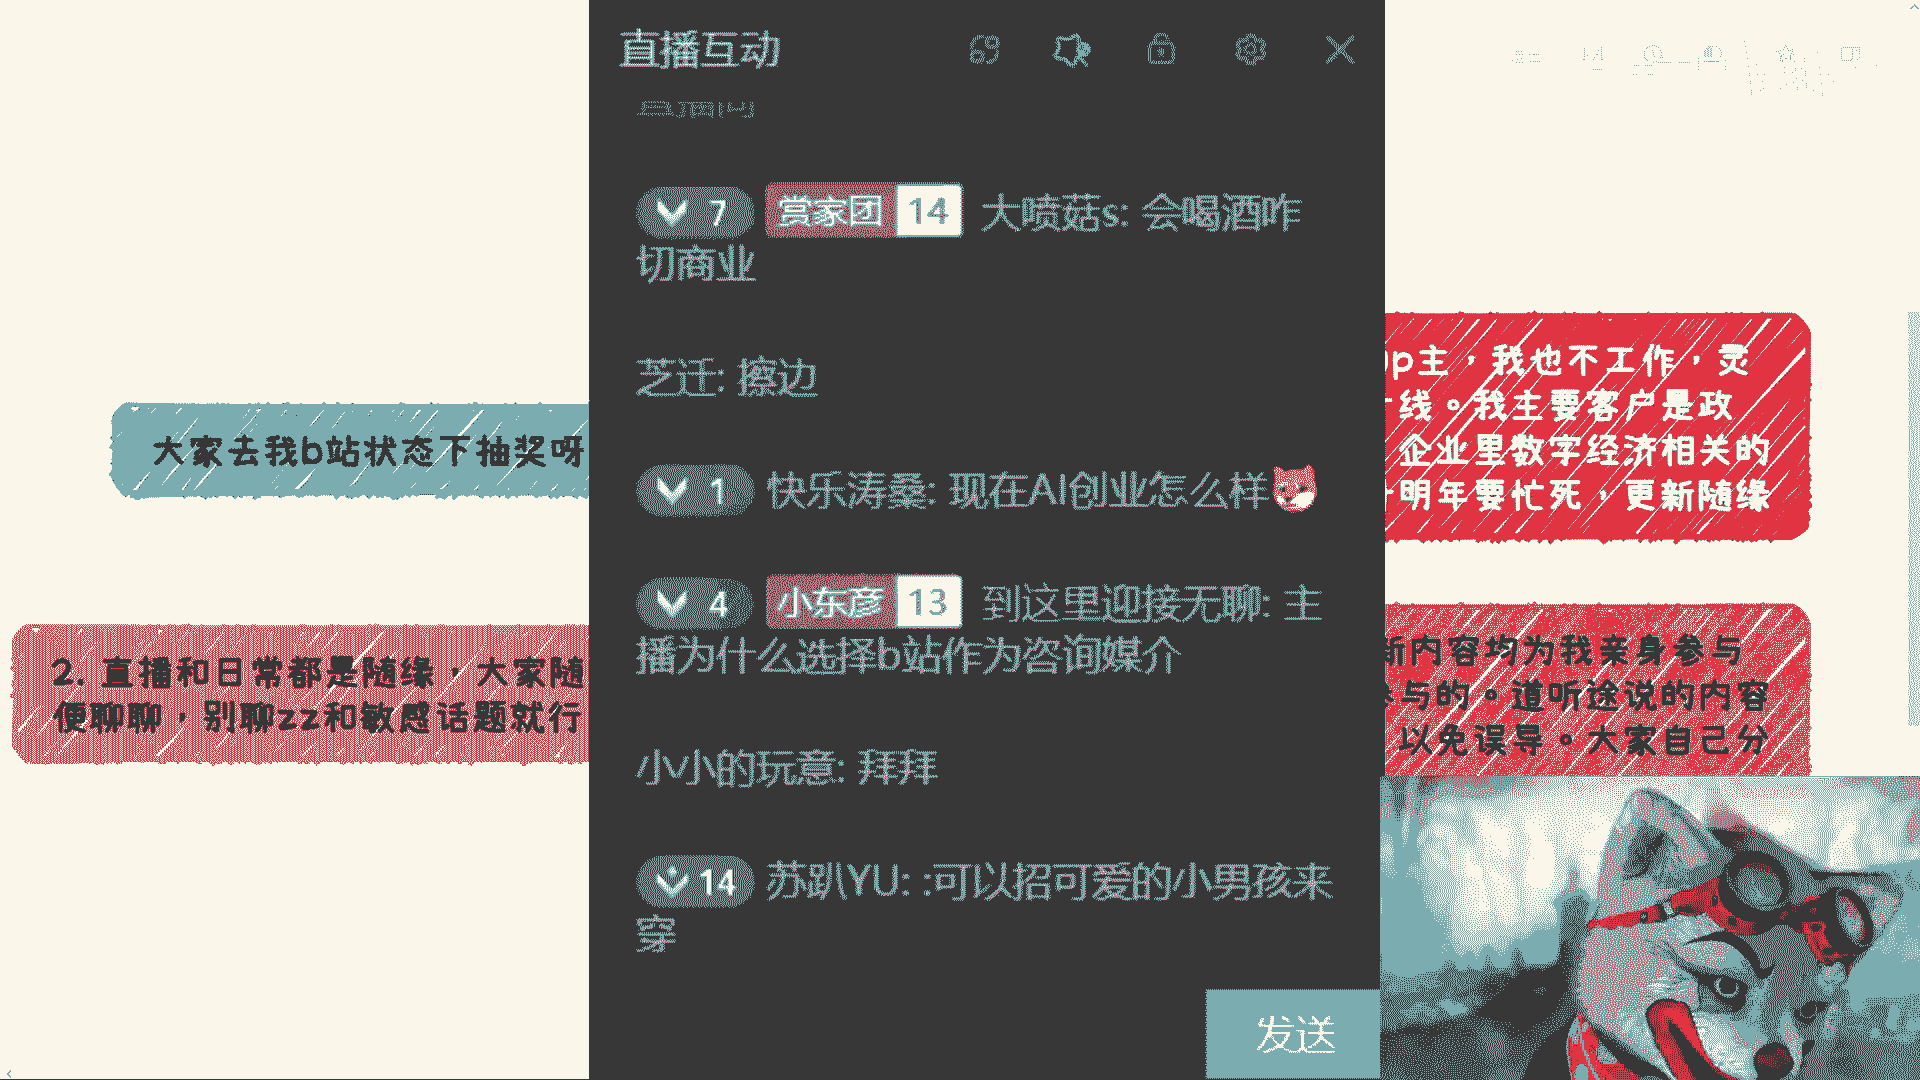 直播互动
7 赏家团 14 大喷菇s: 会喝酒咋
切商业
芝迁: 擦边
1 快乐涛桑: 现在AI创业怎么样
4 小东彦 13 到这里迎接无聊: 主
播为什么选择b站作为咨询媒介
小小的玩意: 拜拜
14 苏趴YU: :可以招可爱的小男孩来
穿
发送
大家去我b站状态下抽奖呀
2. 直播和日常都是随缘，大家随
便聊聊，别聊zz和敏感话题就行
p主，我也不工作，灵
线。我主要客户是政
企业里数字经济相关的
明年要忙死，更新随缘
新内容均为我亲身参与
与的。道听途说的内容
以免误导。大家自己分